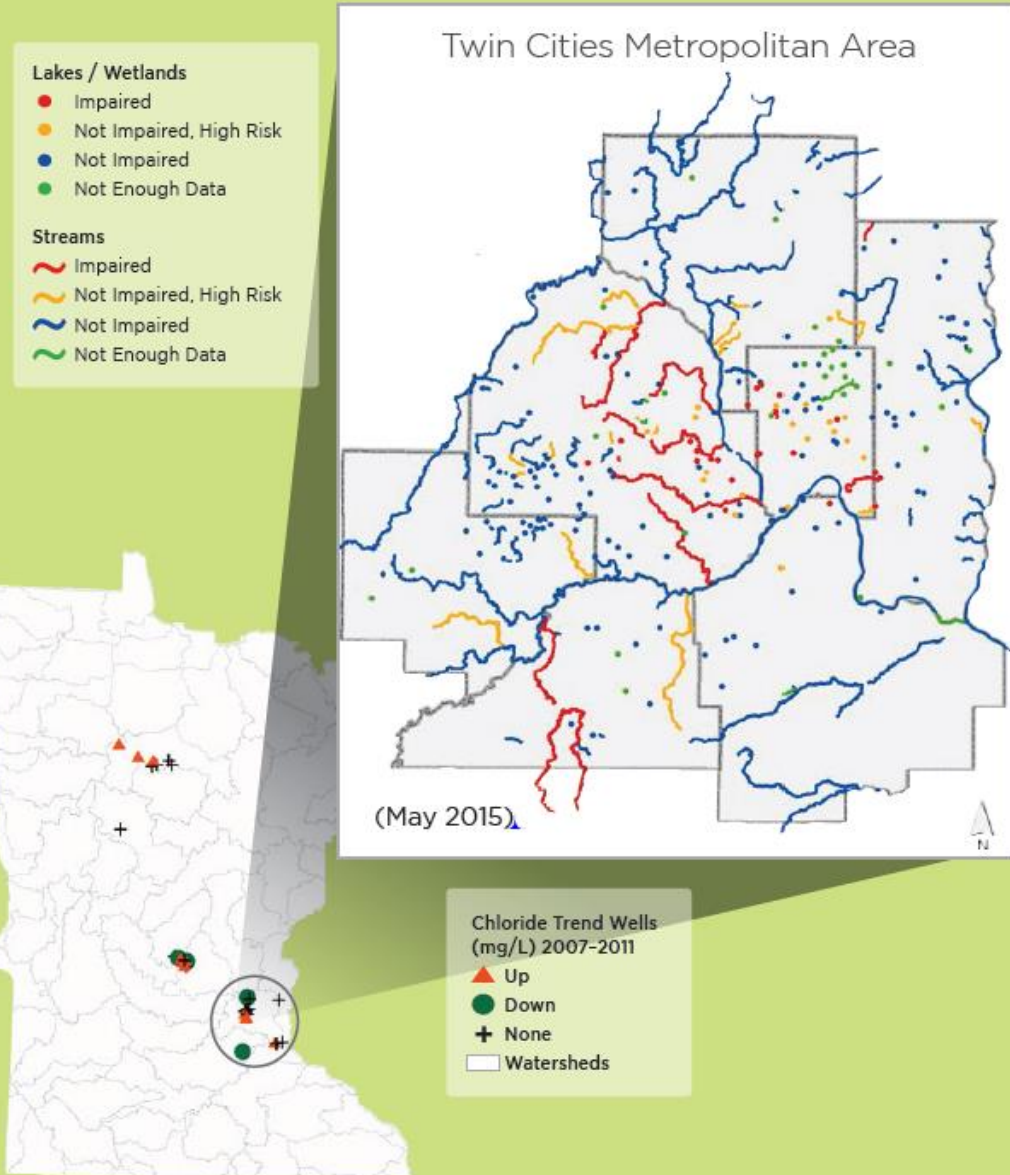 Twin Cities Metropolitan Area
Lakes / Wetlands
Impaired
Not Impaired, High Risk
Not Impaired
Not Enough Data
Streams
Impaired
Not Impaired, High Risk
Not Impaired
Not Enough Data
(May 2015)
N
Chloride Trend Wells
(mg/L) 2007–2011
Up
Down
None
Watersheds